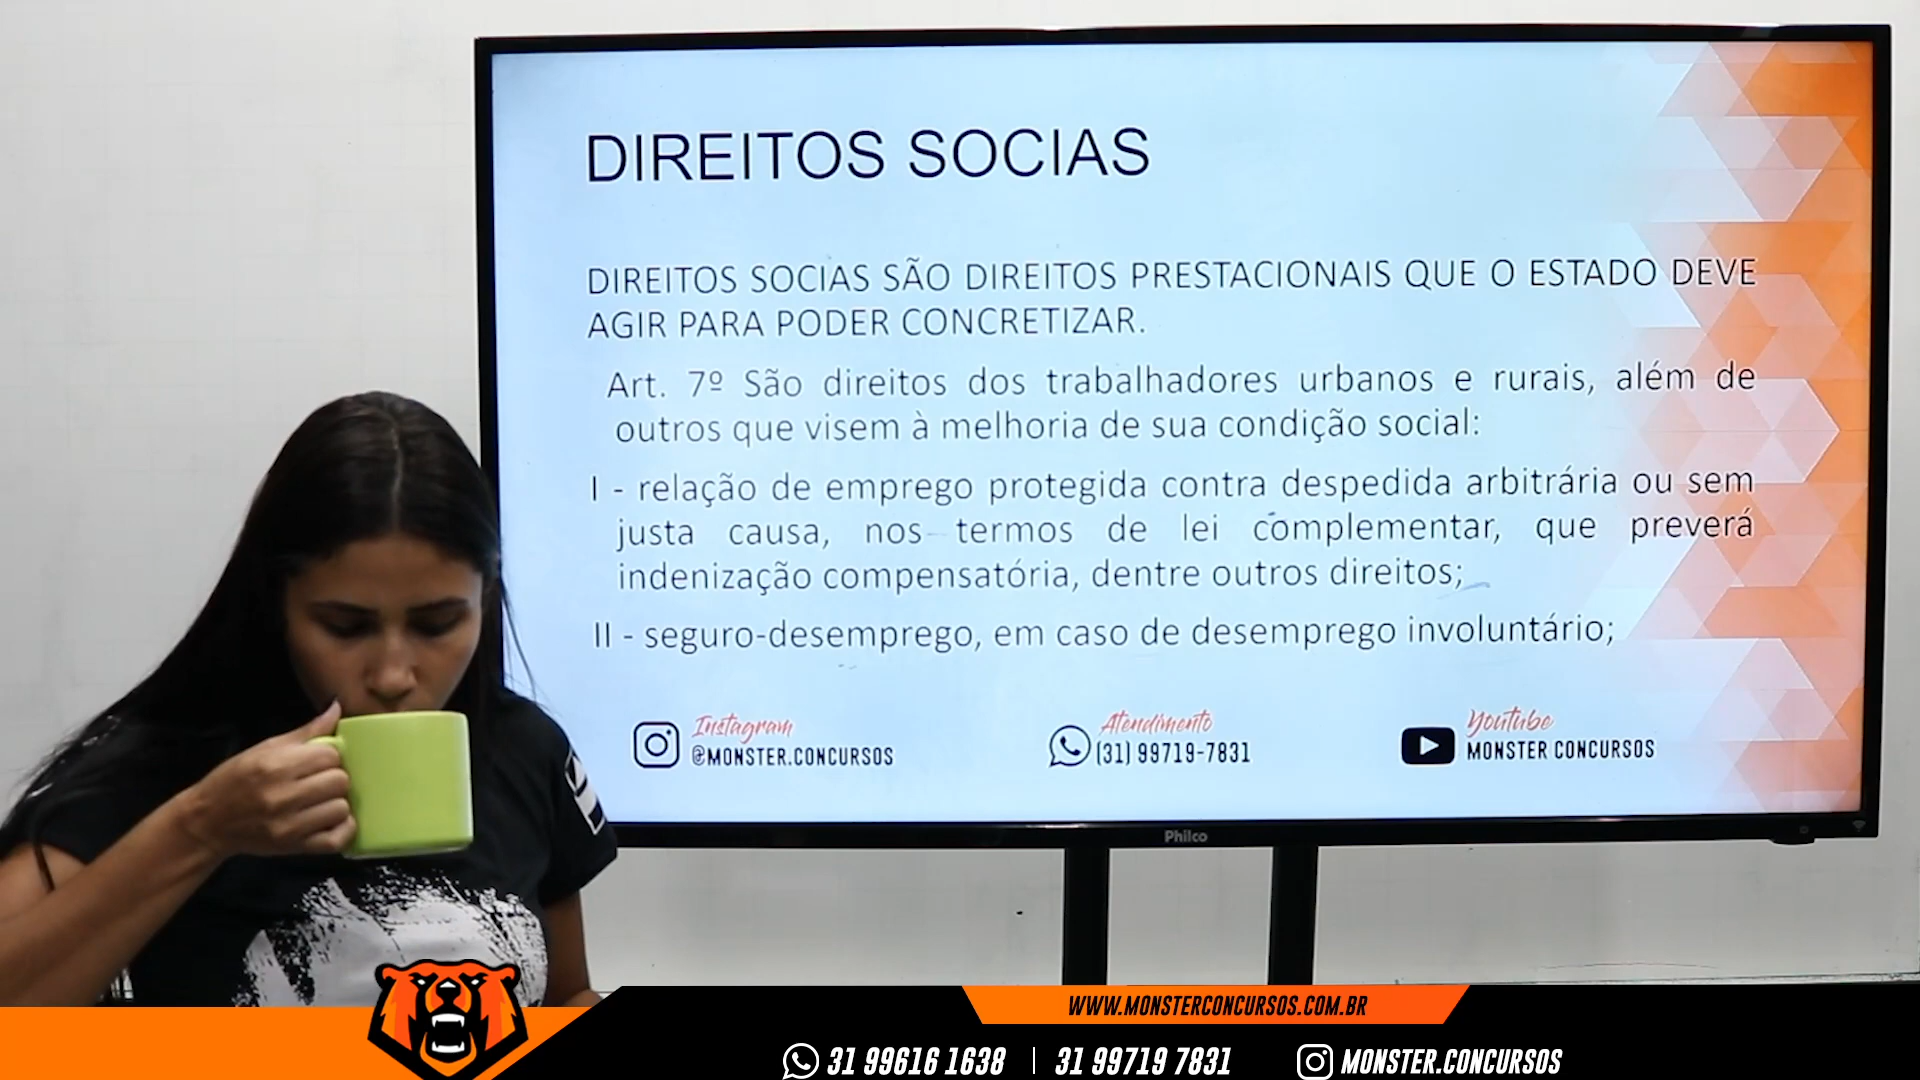 DIREITOS SOCIAS
DIREITOS SOCIAS SÃO DIREITOS PRESTACIONAIS QUE O ESTADO DEVE
AGIR PARA PODER CONCRETIZAR.
Art. 7º São direitos dos trabalhadores urbanos e rurais, além de
outros que visem à melhoria de sua condição social:
I - relação de emprego protegida contra despedida arbitrária ou sem
justa causa, nos termos de lei complementar, que preverá
indenização compensatória, dentre outros direitos;
II - seguro-desemprego, em caso de desemprego involuntário;
Instagram
@MONSTER.CONCURSOS
Atendimento
(31) 99719-7831
Youtube
MONSTER CONCURSOS
Philco
WWW.MONSTERCONCURSOS.COM.BR
31 99616 1638 | 31 99719 7831 MONSTER.CONCURSOS